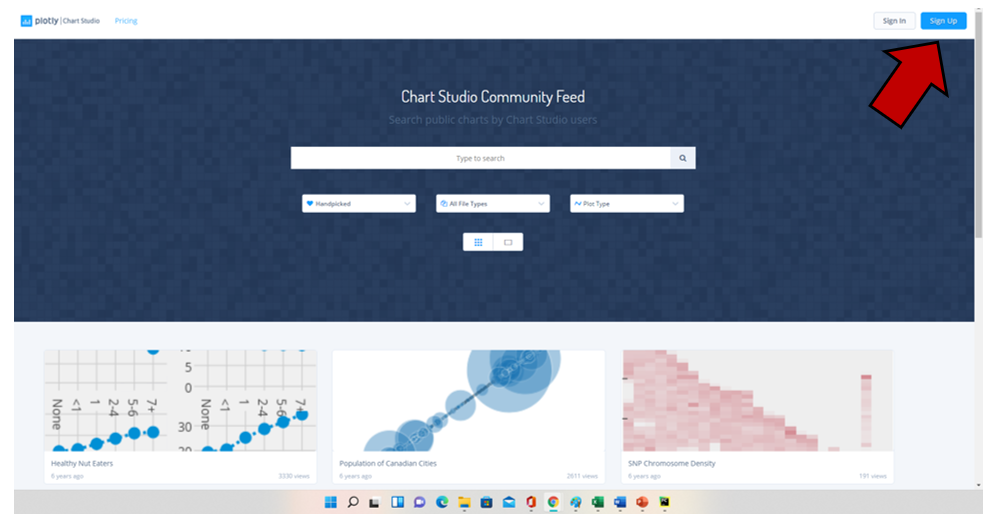 plotly | Chart Studio Pricing Sign In Sign Up
Chart Studio Community Feed
Search public charts by Chart Studio users
Type to search
Handpicked All File Types Plot Type
5
0
None <1 1 2-4 5-6 7+
30
None <1 1 2-4 5-6 7+
Healthy Nut Eaters
6 years ago 3330 views
Population of Canadian Cities
6 years ago 2611 views
SNP Chromosome Density
6 years ago 191 views